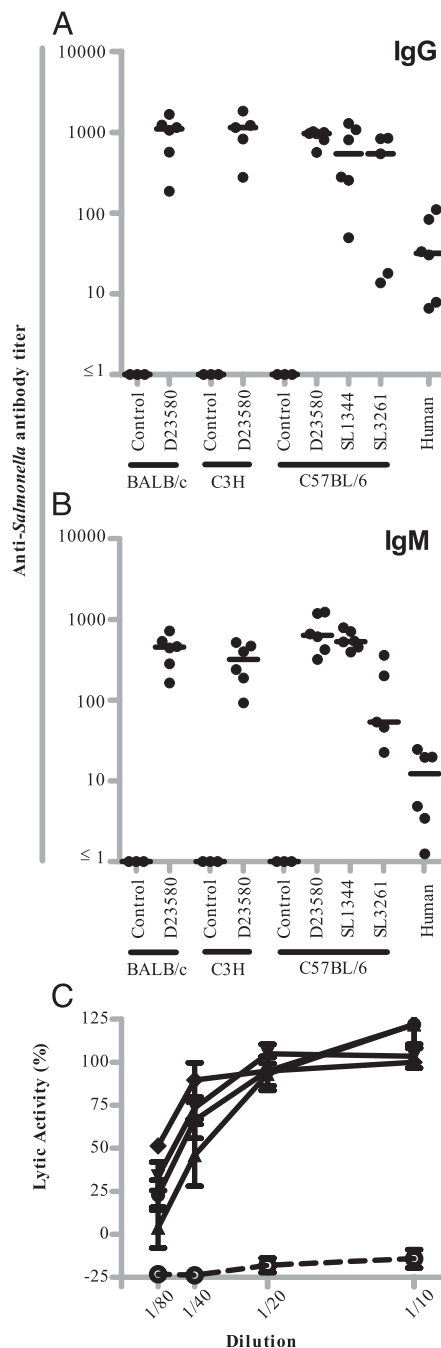 A
IgG
10000
1000
100
10
≤1
Control
D23580
Control
D23580
Control
D23580
SL1344
SL3261
Human
BALB/c
C3H
C57BL/6
Anti-Salmonella antibody titer
B
IgM
10000
1000
100
10
≤ 1
Control
D23580
Control
D23580
Control
D23580
SL1344
SL3261
Human
BALB/c
C3H
C57BL/6
C
125
100
75
50
25
0
-25
Lytic Activity (%)
1/80
1/40
1/20
1/10
Dilution